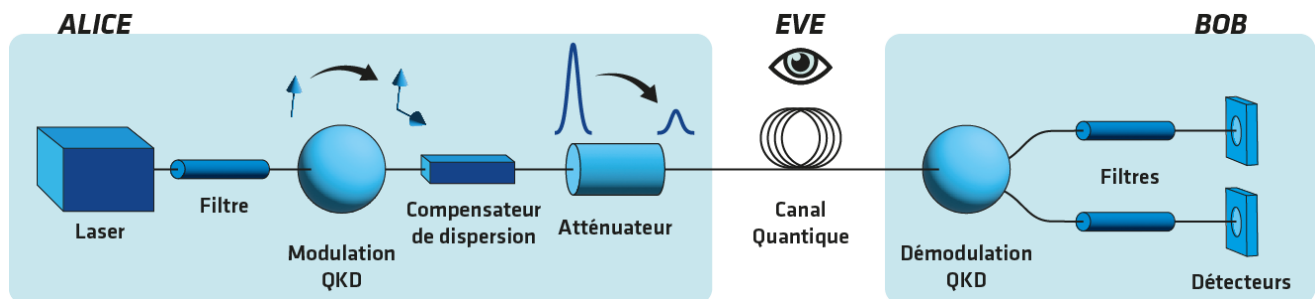 ALICE
EVE
BOB
Laser
Filtre
Modulation
QKD
Compensateur
de dispersion
Atténuateur
Canal
Quantique
Démodulation
QKD
Filtres
Détecteurs